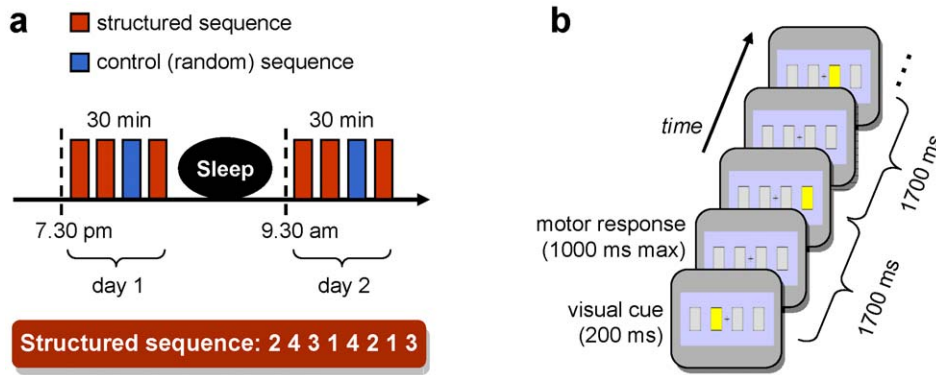 a
structured sequence
control (random) sequence
30 min
30 min
Sleep
7.30 pm
9.30 am
day 1
day 2
Structured sequence: 2 4 3 1 4 2 1 3
b
time
...
motor response
(1000 ms max)
visual cue
(200 ms)
1700 ms
1700 ms